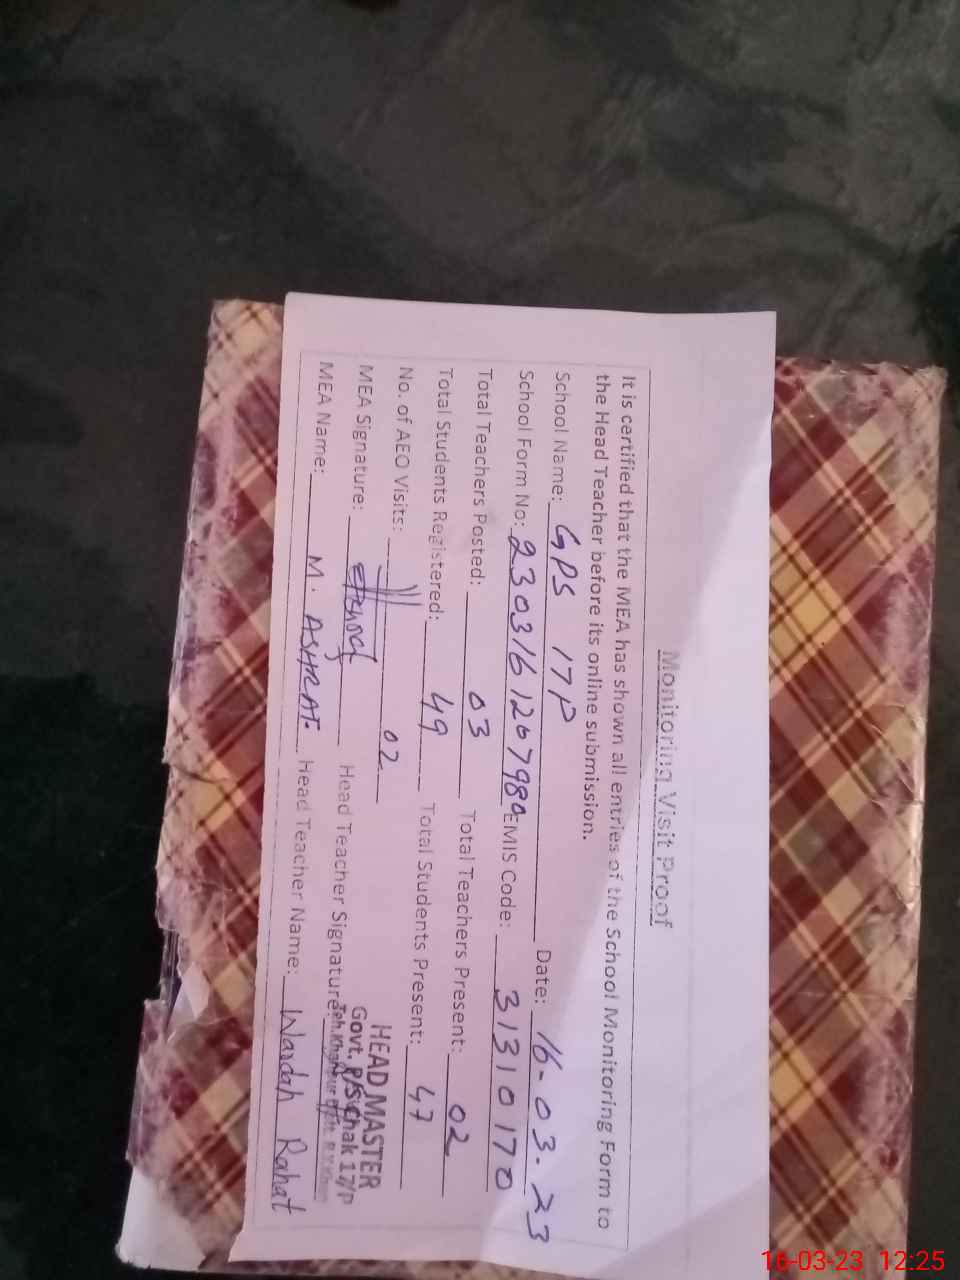 Monitoring Visit Proof
It is certified that the MEA has shown all entries of the School Monitoring Form to
the Head Teacher before its online submission.
School Name: GPS 17P Date: 16-03-23
School Form No: EMIS Code: 31310170
Total Teachers Posted: 03 Total Teachers Present: 02
Total Students Registered: 49 Total Students Present: 47
No. of AEO Visits: 02
MEA Signature: Head Teacher Signature:
HEAD MASTER
Govt. P/S Chak 17/P
MEA Name: M. ASHRAF Head Teacher Name: Wardah Rahat
16-03-23 12:25